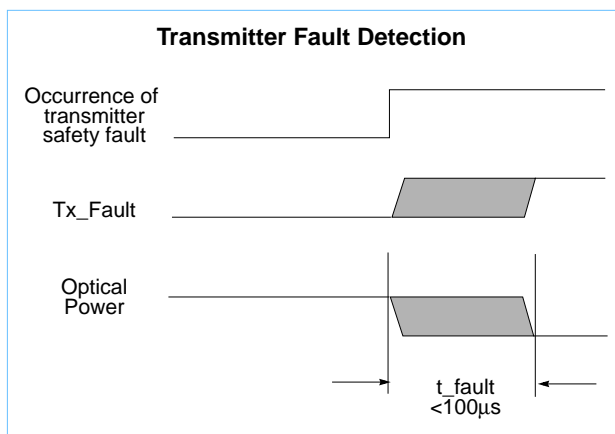 Transmitter Fault Detection
Occurrence of
transmitter
safety fault
Tx_Fault
Optical
Power
t_fault
<100μs